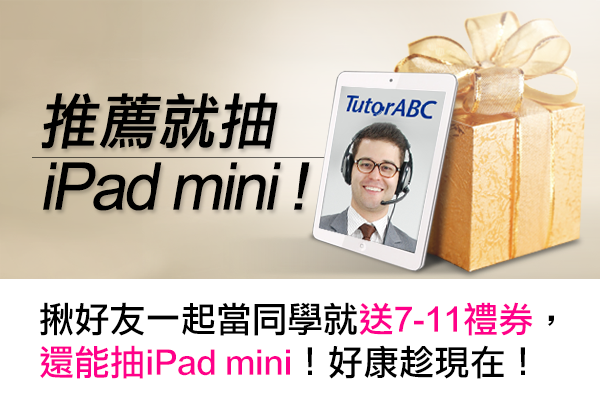 推薦就抽
iPad mini！
TutorABC
揪好友一起當同學就送7-11禮券，
還能抽iPad mini！好康趁現在！